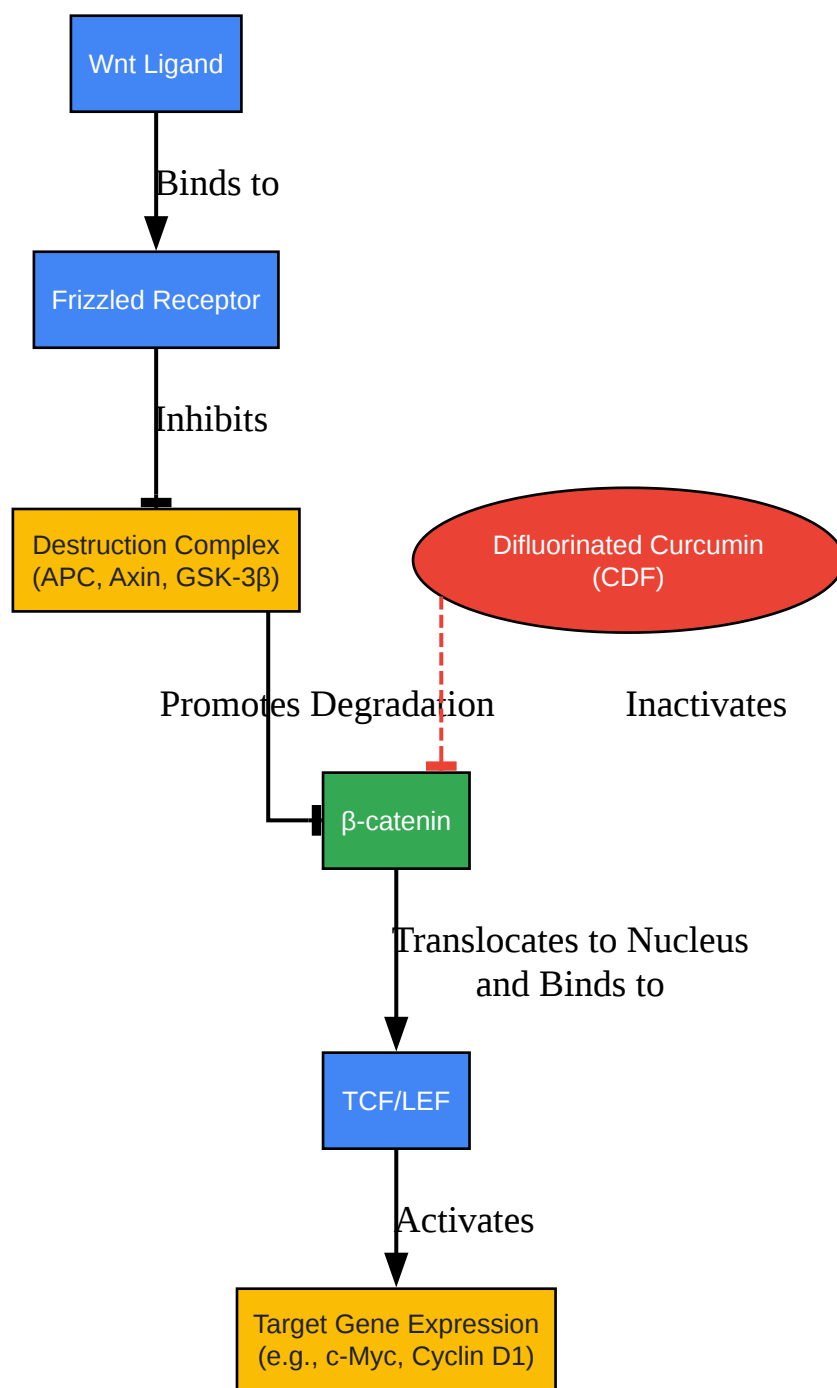 Wnt Ligand
Binds to
Frizzled Receptor
Inhibits
Destruction Complex
(APC, Axin, GSK-3β)
Difluorinated Curcumin
(CDF)
Promotes Degradation
Inactivates
β-catenin
Translocates to Nucleus
and Binds to
TCF/LEF
Activates
Target Gene Expression
(e.g., c-Myc, Cyclin D1)